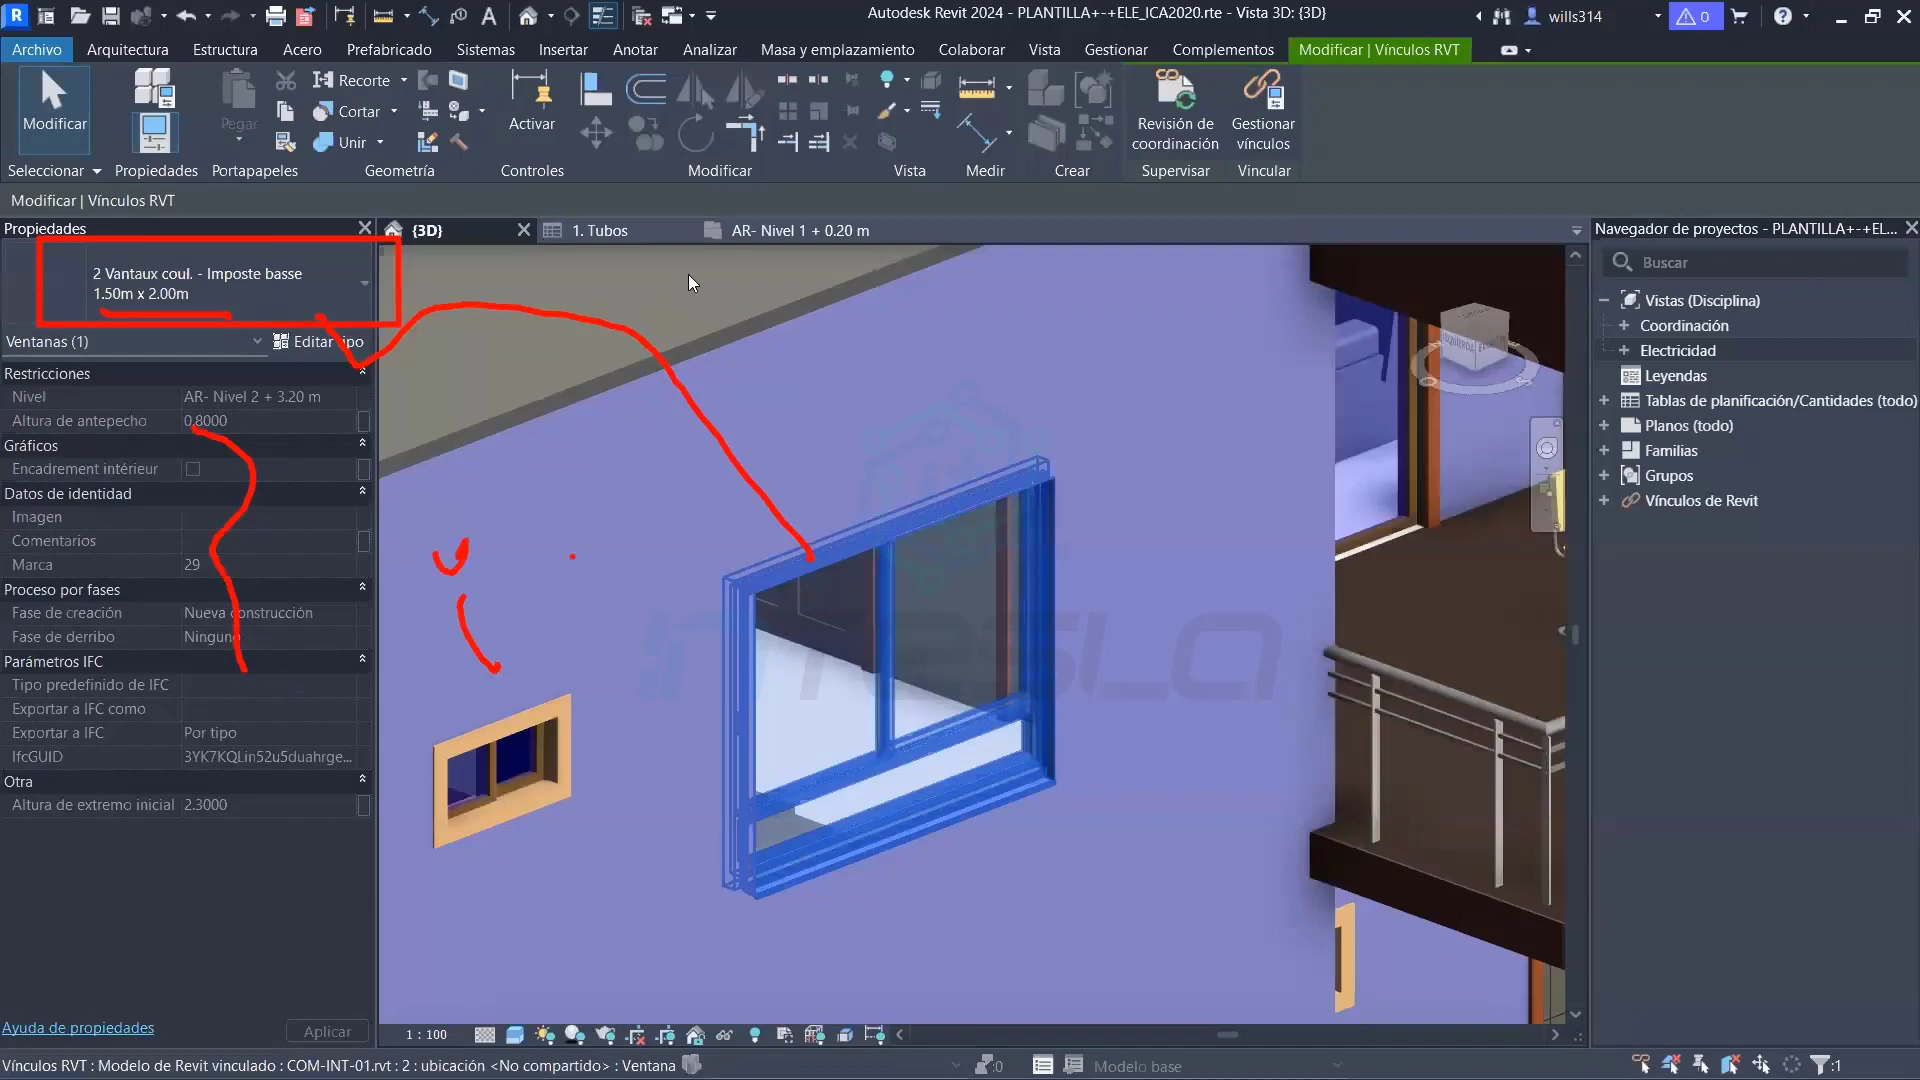 Autodesk Revit 2024 - PLANTILLA+-+ELE_ICA2020.rte - Vista 3D: {3D}
wills314
0
Archivo
Arquitectura
Estructura
Acero
Prefabricado
Sistemas
Insertar
Anotar
Analizar
Masa y emplazamiento
Colaborar
Vista
Gestionar
Complementos
Modificar | Vínculos RVT
Modificar
Pegar
Recorte
Cortar
Unir
Activar
Revisión de coordinación
Gestionar vínculos
Seleccionar
Propiedades
Portapapeles
Geometría
Controles
Modificar
Vista
Medir
Crear
Supervisar
Vincular
Modificar | Vínculos RVT
Propiedades
{3D}
1. Tubos
AR- Nivel 1 + 0.20 m
Navegador de proyectos - PLANTILLA+-+ELE...
2 Vantaux coul. - Imposte basse
1.50m x 2.00m
Ventanas (1)
Editar tipo
Restricciones
Nivel AR- Nivel 2 + 3.20 m
Altura de antepecho 0.8000
Gráficos
Encadrement intérieur
Datos de identidad
Imagen
Comentarios
Marca 29
Proceso por fases
Fase de creación Nueva construcción
Fase de derribo Ninguno
Parámetros IFC
Tipo predefinido de IFC
Exportar a IFC como
Exportar a IFC Por tipo
IfcGUID 3YK7KQLin52u5duahrge...
Otra
Altura de extremo inicial 2.3000
Ayuda de propiedades
Aplicar
Buscar
Vistas (Disciplina)
Coordinación
Electricidad
Leyendas
Tablas de planificación/Cantidades (todo)
Planos (todo)
Familias
Grupos
Vínculos de Revit
1 : 100
Vínculos RVT : Modelo de Revit vinculado : COM-INT-01.rvt : 2 : ubicación <No compartido> : Ventana
:0
Modelo base
:1